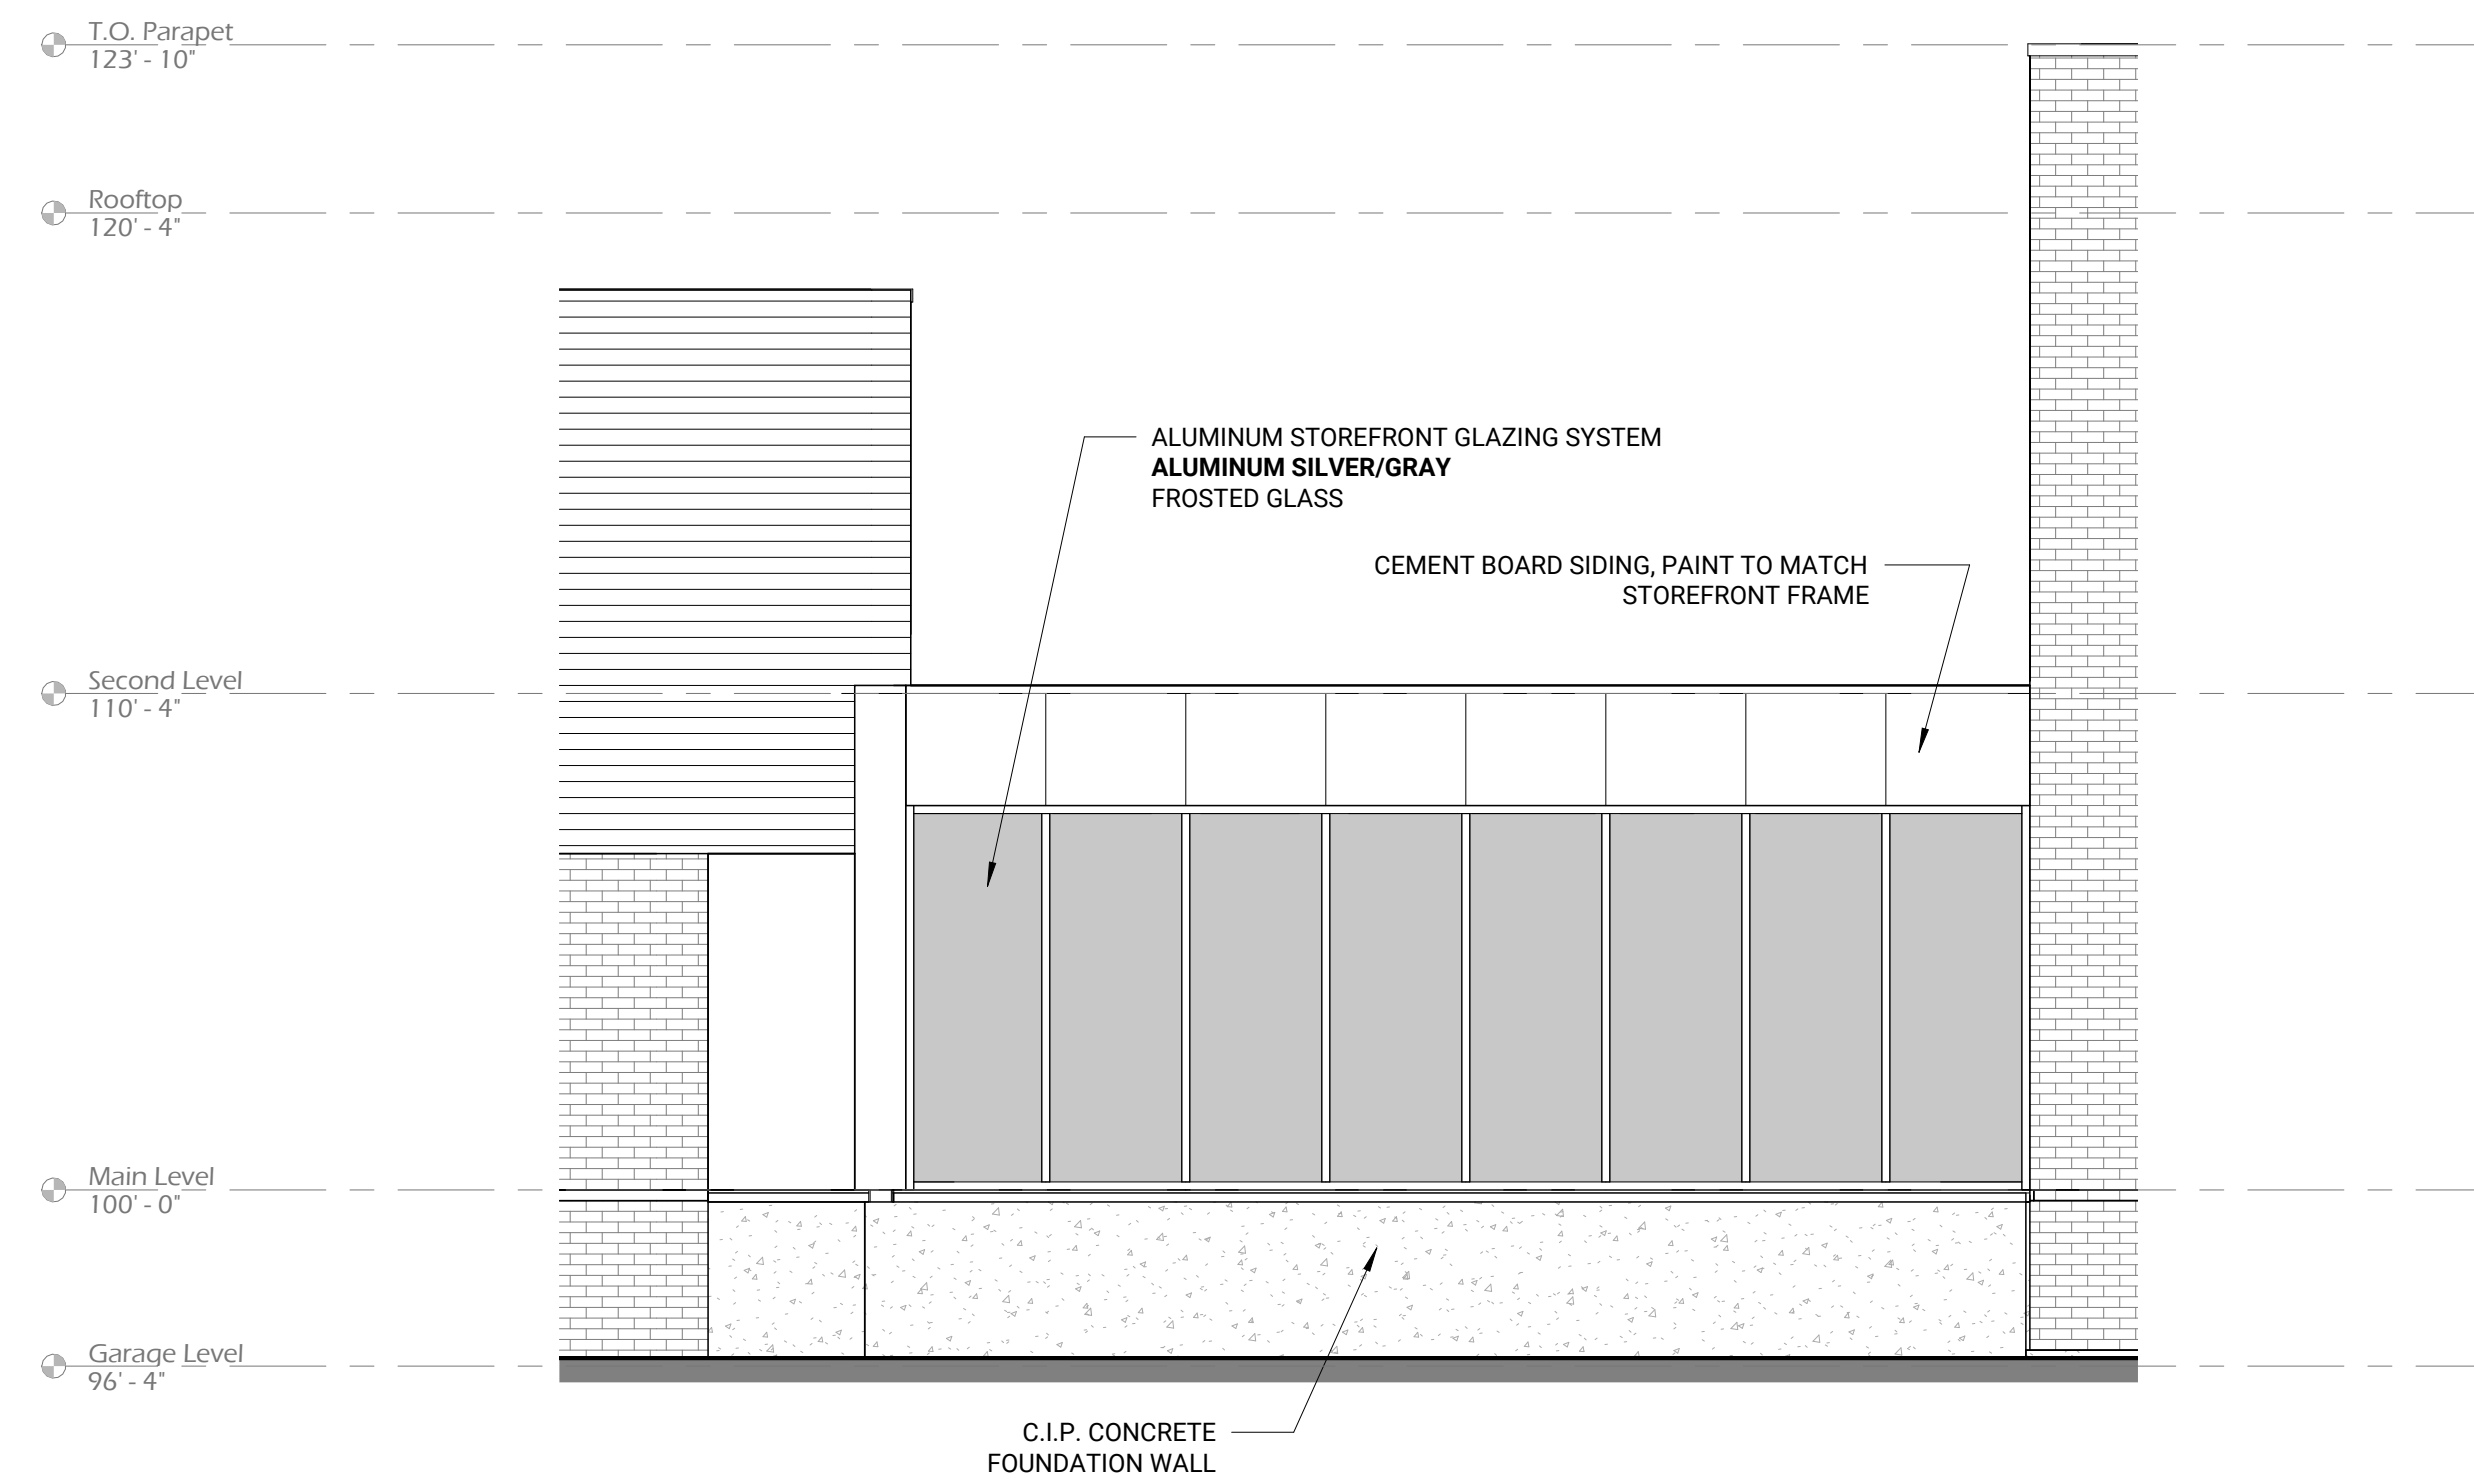 T.O. Parapet
123' - 10"
Rooftop
120' - 4"
ALUMINUM STOREFRONT GLAZING SYSTEM
ALUMINUM SILVER/GRAY
FROSTED GLASS
CEMENT BOARD SIDING, PAINT TO MATCH
STOREFRONT FRAME
Second Level
110' - 4"
Main Level
100' - 0"
Garage Level
96' - 4"
C.I.P. CONCRETE
FOUNDATION WALL